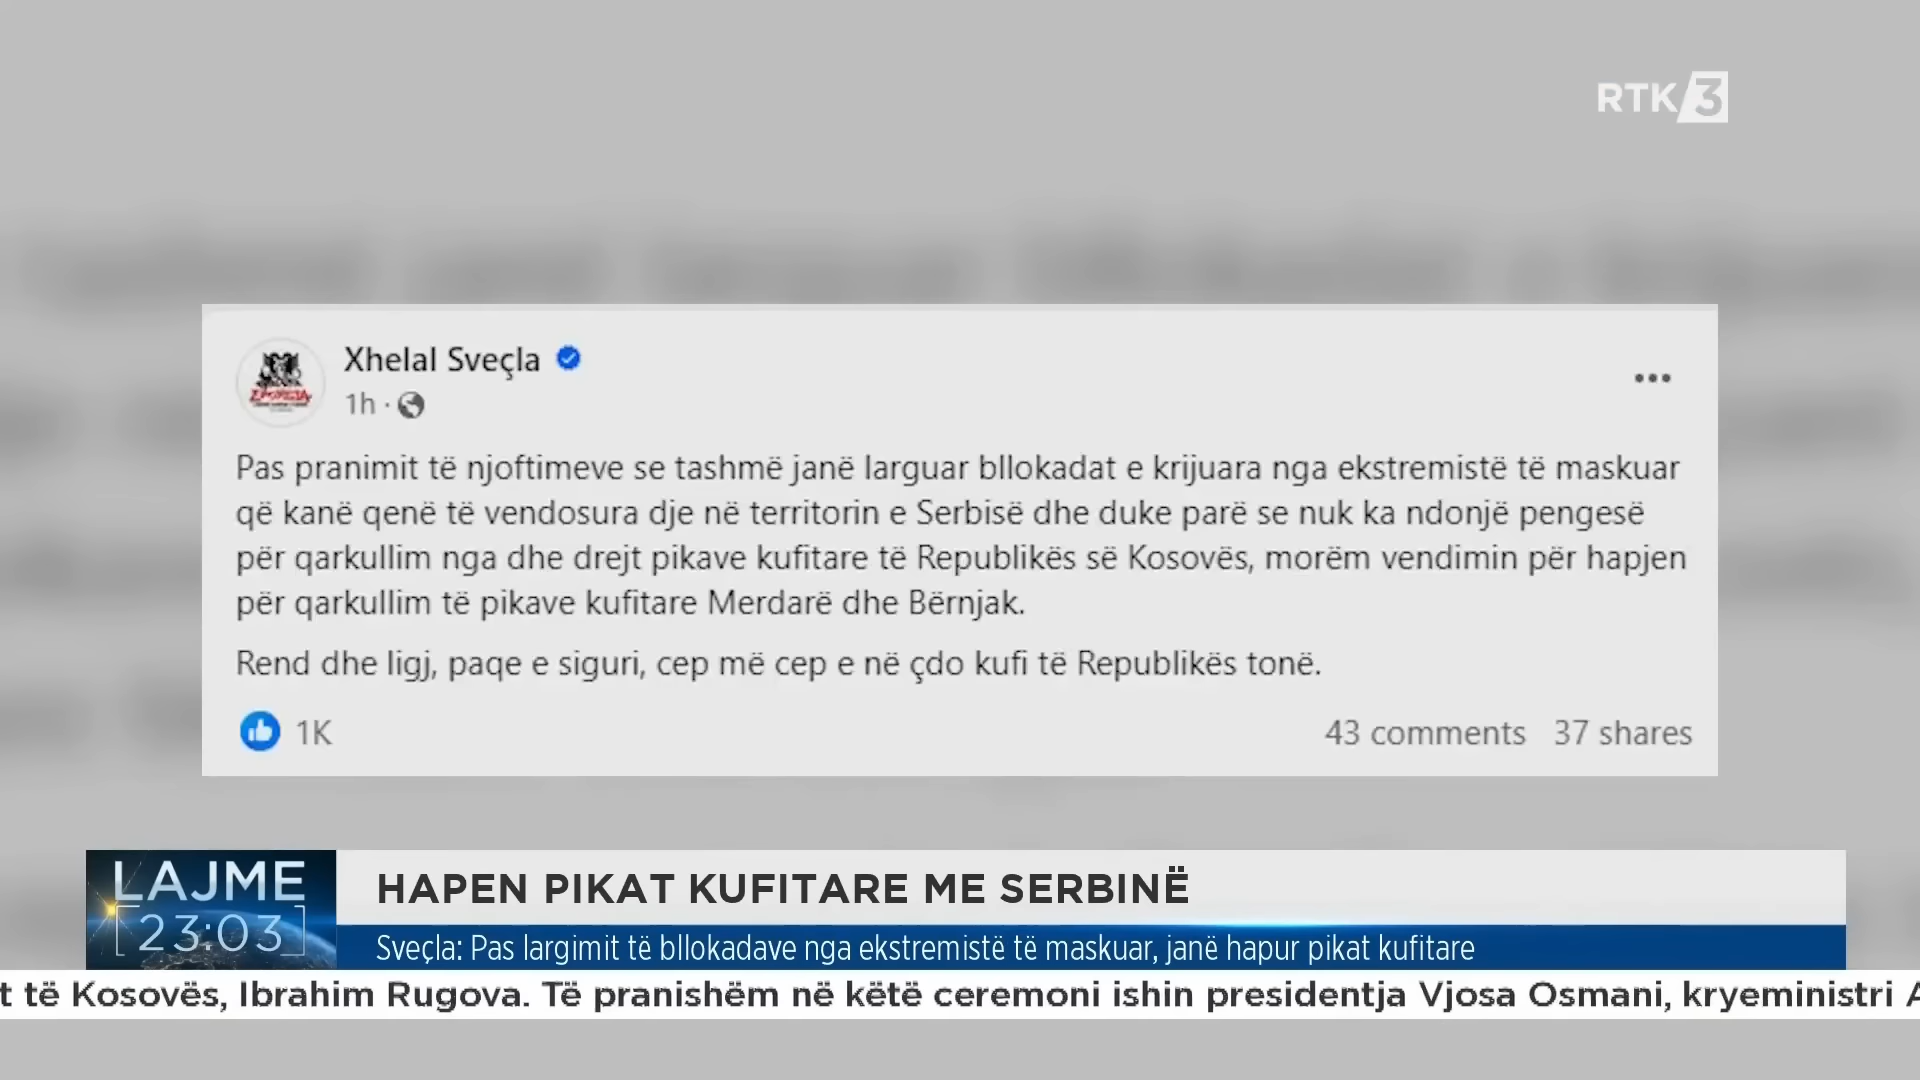 RTK 3
Xhelal Sveçla
1h ·
Pas pranimit të njoftimeve se tashmë janë larguar bllokadat e krijuara nga ekstremistë të maskuar
që kanë qenë të vendosura dje në territorin e Serbisë dhe duke parë se nuk ka ndonjë pengesë
për qarkullim nga dhe drejt pikave kufitare të Republikës së Kosovës, morëm vendimin për hapjen
për qarkullim të pikave kufitare Merdarë dhe Bërnjak.
Rend dhe ligj, paqe e siguri, cep më cep e në çdo kufi të Republikës tonë.
1K
43 comments 37 shares
LAJME
23:03
HAPEN PIKAT KUFITARE ME SERBINË
Sveçla: Pas largimit të bllokadave nga ekstremistë të maskuar, janë hapur pikat kufitare
t të Kosovës, Ibrahim Rugova. Të pranishëm në këtë ceremoni ishin presidentja Vjosa Osmani, kryeministri A